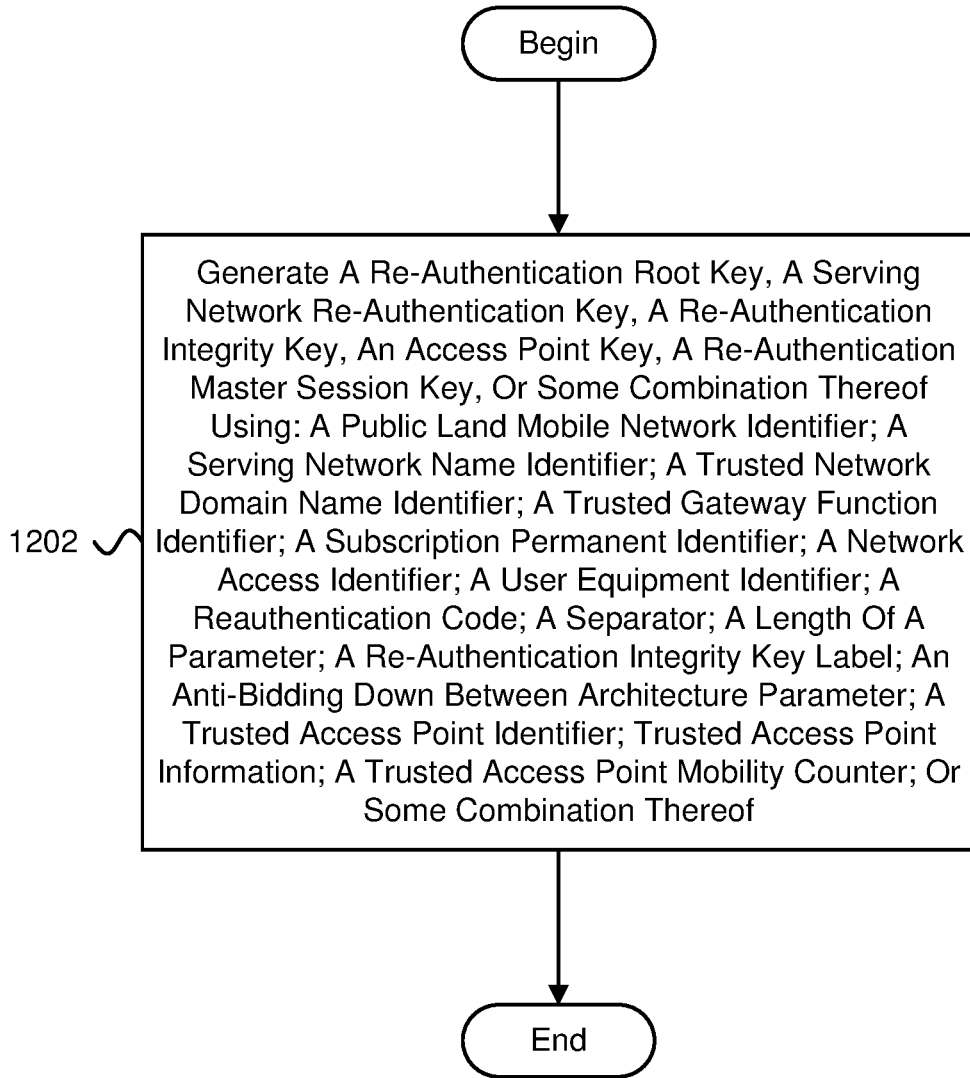 Begin
Generate A Re-Authentication Root Key, A Serving
Network Re-Authentication Key, A Re-Authentication
Integrity Key, An Access Point Key, A Re-Authentication
Master Session Key, Or Some Combination Thereof
Using: A Public Land Mobile Network Identifier; A
Serving Network Name Identifier; A Trusted Network
Domain Name Identifier; A Trusted Gateway Function
Identifier; A Subscription Permanent Identifier; A Network
Access Identifier; A User Equipment Identifier; A
Reauthentication Code; A Separator; A Length Of A
Parameter; A Re-Authentication Integrity Key Label; An
Anti-Bidding Down Between Architecture Parameter; A
Trusted Access Point Identifier; Trusted Access Point
Information; A Trusted Access Point Mobility Counter; Or
Some Combination Thereof
1202
End